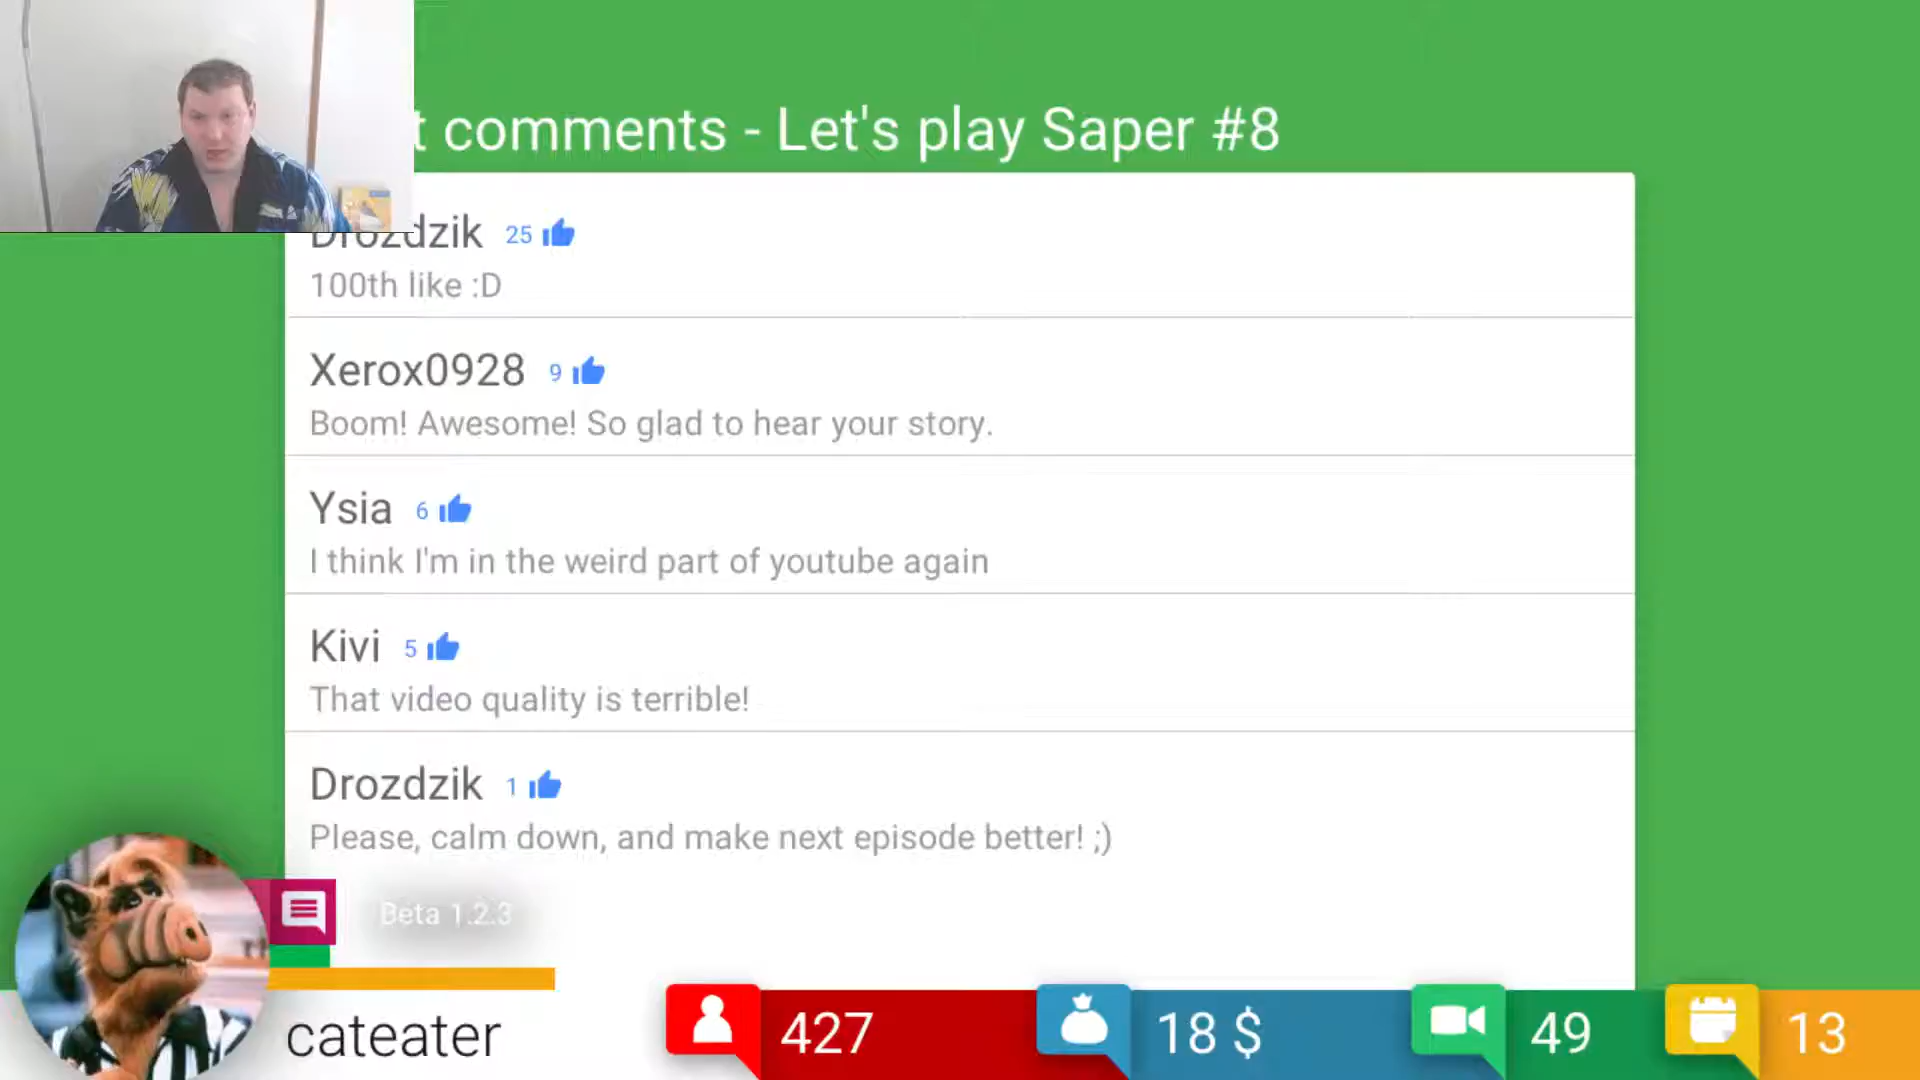 t comments - Let's play Saper #8
Drozdzik 25
100th like :D
Xerox0928 9
Boom! Awesome! So glad to hear your story.
Ysia 6
I think I'm in the weird part of youtube again
Kivi 5
That video quality is terrible!
Drozdzik 1
Please, calm down, and make next episode better! ;)
Beta 1.2.3
cateater
427
18 $
49
13